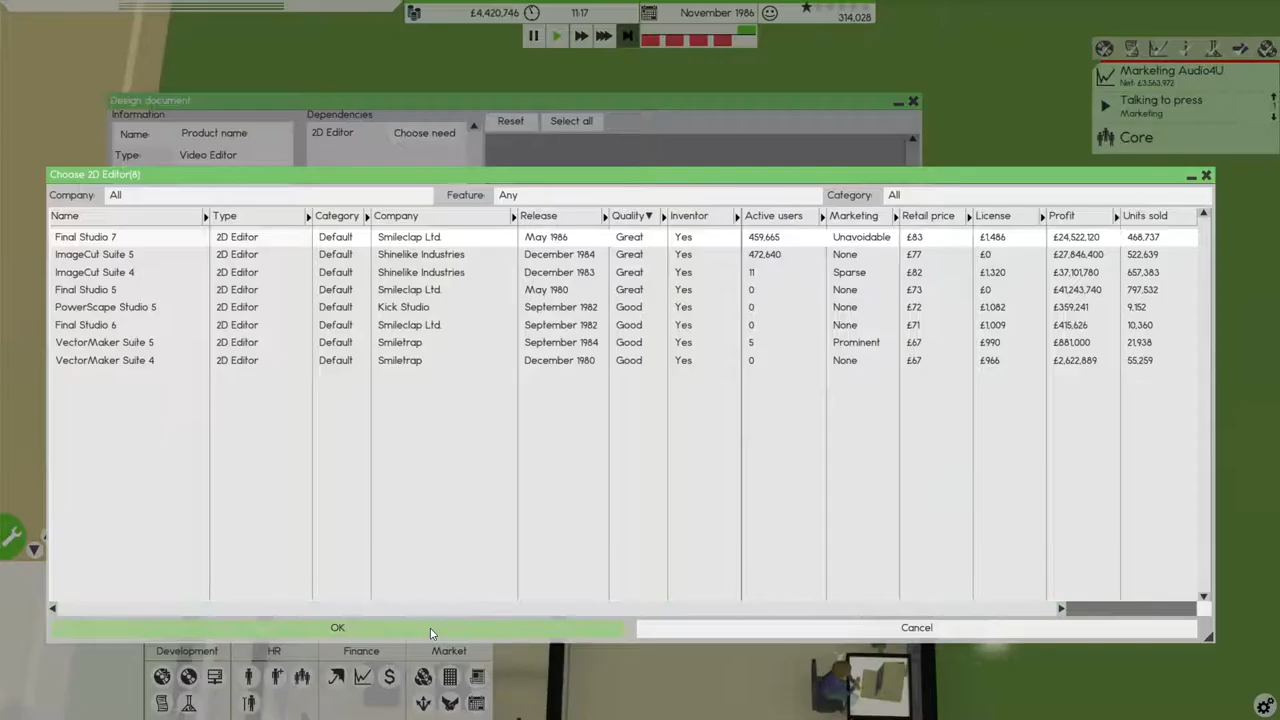 £4,420,746 11:17 November 1986 314,028
Marketing Audio4U
Net: £3,563,972
Talking to press
Marketing
Core
Design document
Information Dependencies Reset Select all
Name: Product name 2D Editor Choose need
Type: Video Editor
Choose 2D Editor(8)
Company: All Feature: Any Category: All
Name Type Category Company Release Quality▼ Inventor Active users Marketing Retail price License Profit Units sold
Final Studio 7 2D Editor Default Smileclap Ltd. May 1986 Great Yes 459,665 Unavoidable £83 £1,486 £24,522,120 468,737
ImageCut Suite 5 2D Editor Default Shinelike Industries December 1984 Great Yes 472,640 None £77 £0 £27,846,400 522,639
ImageCut Suite 4 2D Editor Default Shinelike Industries December 1983 Great Yes 11 Sparse £82 £1,320 £37,101,780 657,383
Final Studio 5 2D Editor Default Smileclap Ltd. May 1980 Great Yes 0 None £73 £0 £41,243,740 797,532
PowerScape Studio 5 2D Editor Default Kick Studio September 1982 Good Yes 0 None £72 £1,082 £359,241 9,152
Final Studio 6 2D Editor Default Smileclap Ltd. September 1982 Good Yes 0 None £71 £1,009 £415,626 10,360
VectorMaker Suite 5 2D Editor Default Smiletrap September 1984 Good Yes 5 Prominent £67 £990 £881,000 21,938
VectorMaker Suite 4 2D Editor Default Smiletrap December 1980 Good Yes 0 None £67 £966 £2,622,889 55,259
OK Cancel
Development HR Finance Market